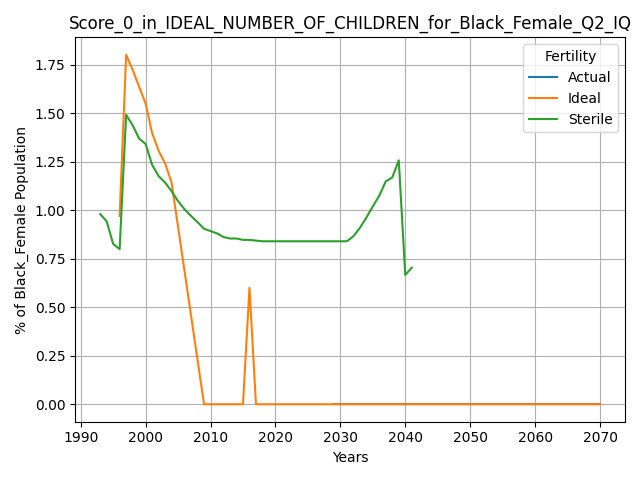 Score_0_in_IDEAL_NUMBER_OF_CHILDREN_for_Black_Female_Q2_IQ
Fertility
Actual
Ideal
Sterile
% of Black_Female Population
1.75
1.50
1.25
1.00
0.75
0.50
0.25
0.00
1990 2000 2010 2020 2030 2040 2050 2060 2070
Years